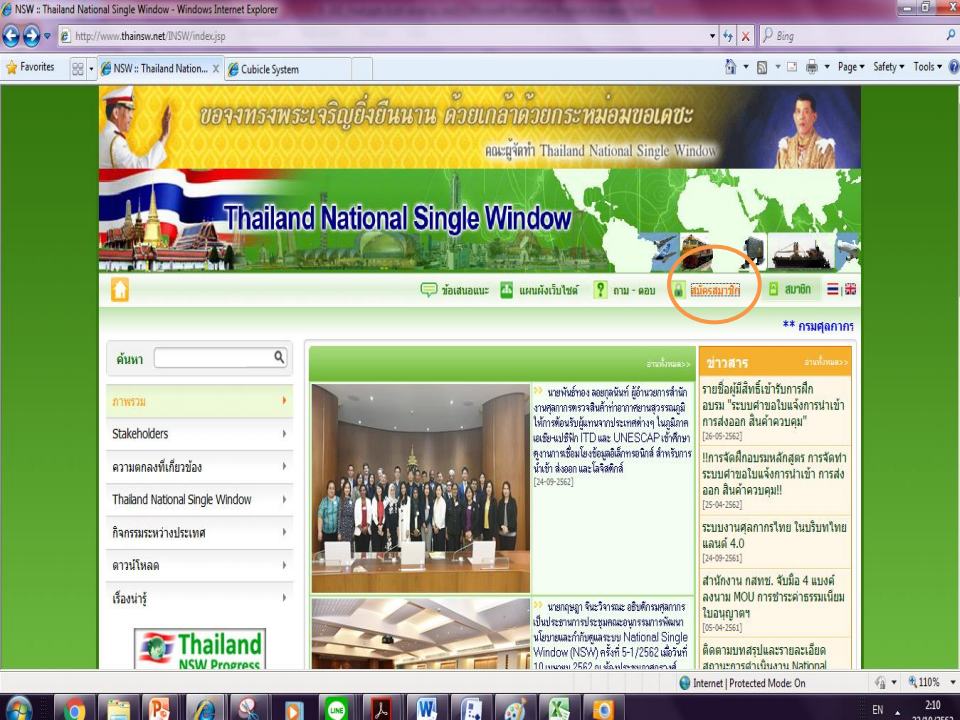 NSW :: Thailand National Single Window - Windows Internet Explorer
http://www.thainsw.net/INSW/index.jsp
Bing
Favorites
NSW :: Thailand Nation...
Cubicle System
Page
Safety
Tools
ขอจงทรงพระเจริญยิ่งยืนนาน ด้วยเกล้าด้วยกระหม่อมขอเดชะ
คณะผู้จัดทำ Thailand National Single Window
Thailand National Single Window
ข้อเสนอแนะ
แผนผังเว็บไซต์
ถาม - ตอบ
สมัครสมาชิก
สมาชิก
** กรมศุลกากร
ค้นหา
อ่านทั้งหมด>>
ข่าวสาร
อ่านทั้งหมด>>
ภาพรวม
Stakeholders
ความตกลงที่เกี่ยวข้อง
Thailand National Single Window
กิจกรรมระหว่างประเทศ
ดาวน์โหลด
เรื่องน่ารู้
Thailand
NSW Progress
นายพันธ์ทอง ลอยกุลนันท์ ผู้อำนวยการสำนัก
งานศุลกากรตรวจสินค้าท่าอากาศยานสุวรรณภูมิ
ให้การต้อนรับผู้แทนจากประเทศต่างๆ ในภูมิภาค
เอเชีย-แปซิฟิก ITD และ UNESCAP เข้าศึกษา
ดูงานการเชื่อมโยงข้อมูลอิเล็กทรอนิกส์ สำหรับการ
นำเข้า ส่งออก และโลจิสติกส์
[24-09-2562]
นายกฤษฎา จีนะวิจารณะ อธิบดีกรมศุลกากร
เป็นประธานการประชุมคณะอนุกรรมการพัฒนา
นโยบายและกำกับดูแลระบบ National Single
Window (NSW) ครั้งที่ 5-1/2562 เมื่อวันที่
10 เมษายน 2562 ณ ห้องประชุม
รายชื่อผู้มีสิทธิ์เข้ารับการฝึก
อบรม "ระบบคำขอใบแจ้งการนำเข้า
การส่งออก สินค้าควบคุม"
[26-05-2562]
!!การจัดฝึกอบรมหลักสูตร การจัดทำ
ระบบคำขอใบแจ้งการนำเข้า การส่ง
ออก สินค้าควบคุม!!
[25-04-2562]
ระบบงานศุลกากรไทย ในบริบทไทย
แลนด์ 4.0
[24-09-2561]
สำนักงาน กสทช. จับมือ 4 แบงค์
ลงนาม MOU การชำระค่าธรรมเนียม
ใบอนุญาตฯ
[05-04-2561]
ติดตามบทสรุปและรายละเอียด
สถานะการดำเนินงาน National
Internet | Protected Mode: On
110%
EN
2:10